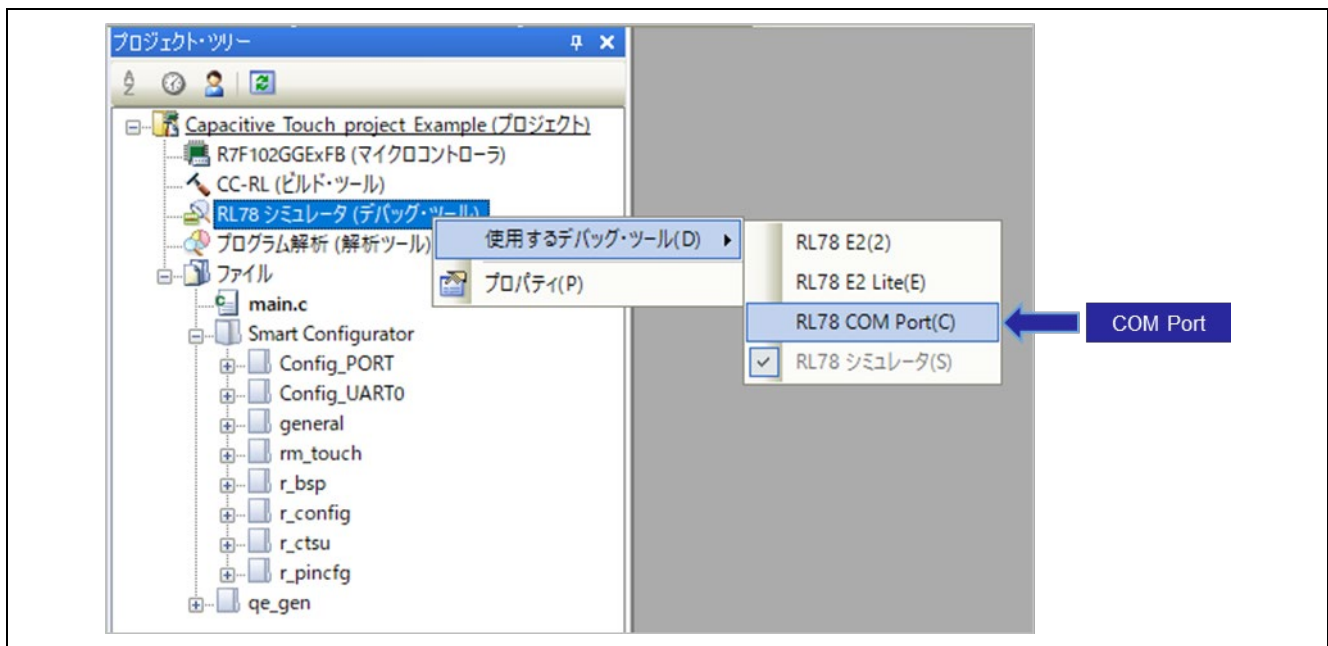 プロジェクト・ツリー
Capacitive_Touch_project_Example (プロジェクト)
R7F102GGExFB (マイクロコントローラ)
CC-RL (ビルド・ツール)
RL78 シミュレータ (デバッグ・ツール)
プログラム解析 (解析ツール)
ファイル
main.c
Smart Configurator
Config_PORT
Config_UART0
general
rm_touch
r_bsp
r_config
r_ctsu
r_pincfg
qe_gen
使用するデバッグ・ツール(D)
プロパティ(P)
RL78 E2(2)
RL78 E2 Lite(E)
RL78 COM Port(C)
RL78 シミュレータ(S)
COM Port